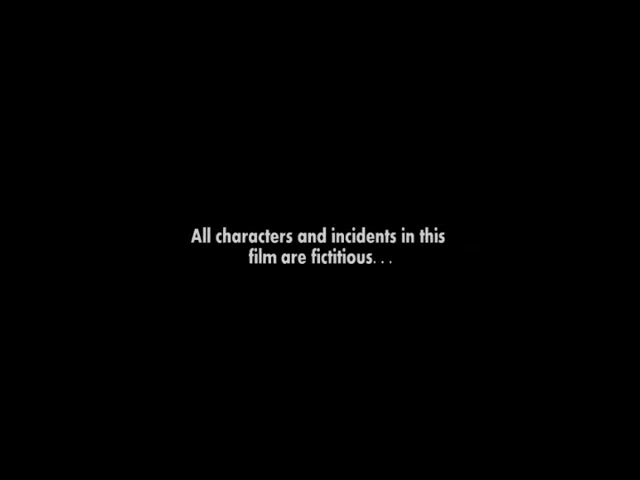 All characters and incidents in this
film are fictitious...